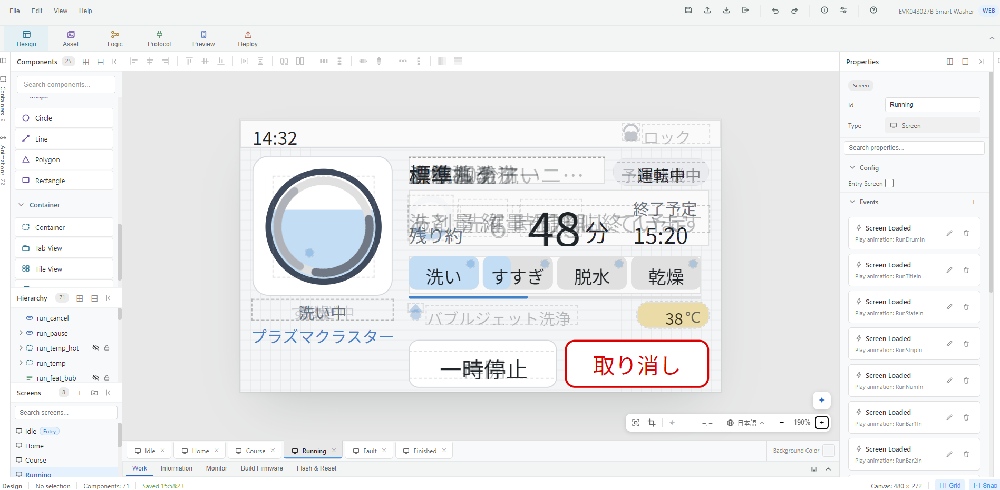 File Edit View Help
EVK043027B Smart Washer WEB
Design Asset Logic Protocol Preview Deploy
Components 25
Search components...
Shape
Circle
Line
Polygon
Rectangle
Container
Container
Tab View
Tile View
Containers 2
Animations 72
Hierarchy 71
run_cancel
run_pause
run_temp_hot
run_temp
run_feat_bub
Screens 8
Search screens...
Idle Entry
Home
Course
Running
14:32
ロック
標準
運転中
終了予定
残り約 48 分 15:20
洗い すすぎ 脱水 乾燥
洗い中
バブルジェット洗浄
38 °C
プラズマクラスター
一時停止
取り消し
-, -
日本語
190%
Idle Home Course Running Fault Finished
Background Color
Work Information Monitor Build Firmware Flash & Reset
Properties
Screen
Id Running
Type Screen
Search properties...
Config
Entry Screen
Events
Screen Loaded
Play animation: RunDrumIn
Screen Loaded
Play animation: RunTitleIn
Screen Loaded
Play animation: RunStateIn
Screen Loaded
Play animation: RunStripIn
Screen Loaded
Play animation: RunNumIn
Screen Loaded
Play animation: RunBar1In
Screen Loaded
Play animation: RunBar2In
Design No selection Components: 71 Saved 15:58:23
Canvas: 480 × 272 Grid Snap